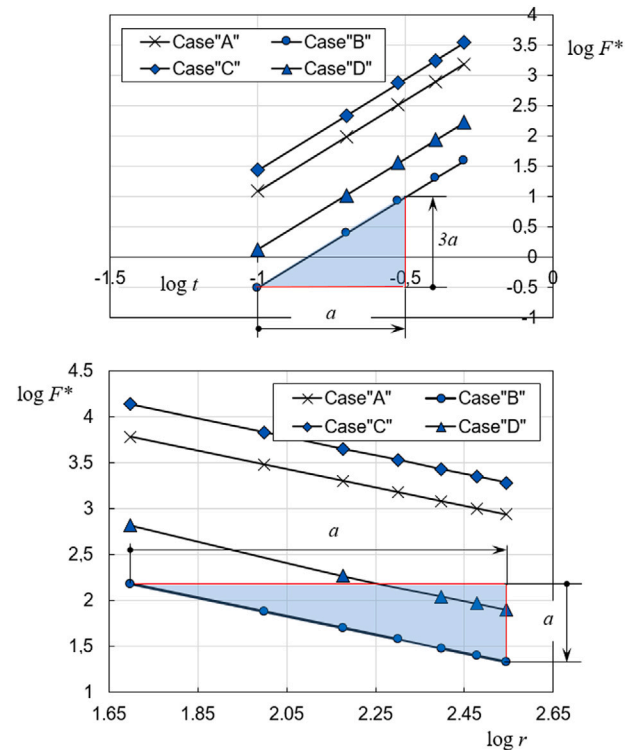 4
log F*
Case"A" Case"B"
Case"C" Case"D"
3.5
3
2.5
2
1.5
1
0.5
3a
0
-1.5 -1 -0,5 0
log t
-0.5
-1
a
4.5
log F*
Case"A" Case"B"
Case"C" Case"D"
4
3.5
3
a
2,5
2
a
1.5
1
1.65 2.05 2.25 2.45 2.65
log r